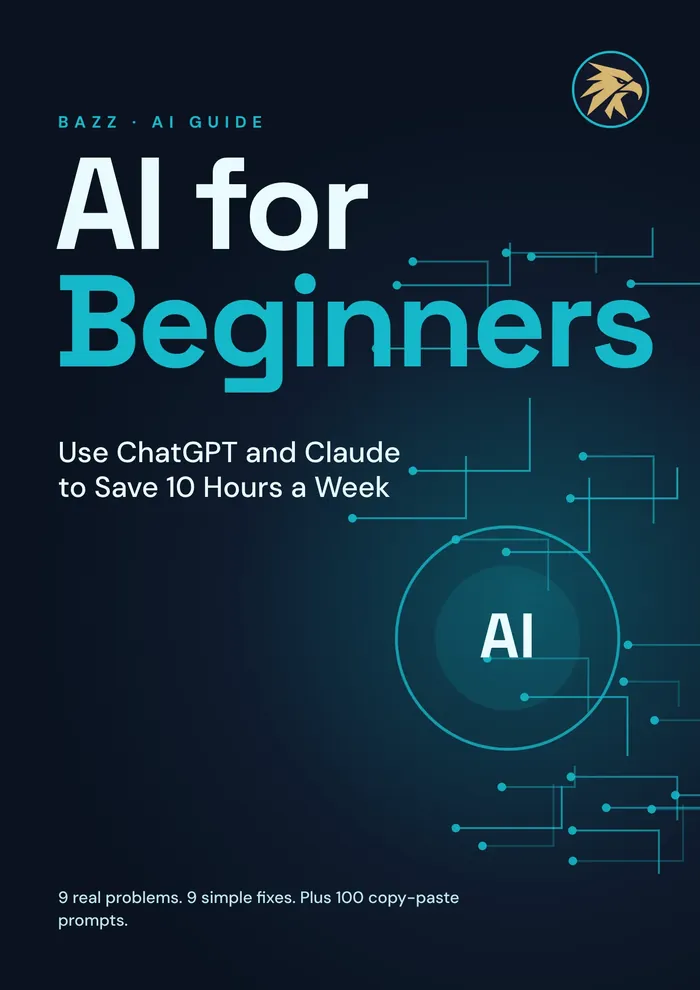 BAZZ · AI GUIDE
AI for
Beginners
Use ChatGPT and Claude
to Save 10 Hours a Week
AI
9 real problems. 9 simple fixes. Plus 100 copy-paste
prompts.